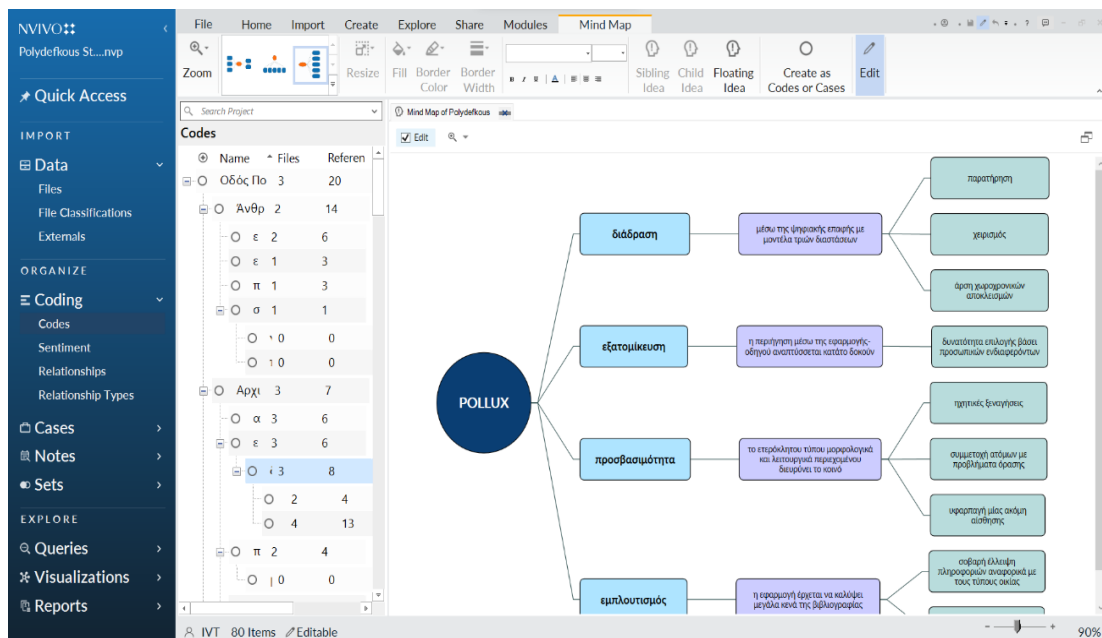 NVIVO
Polydefkous St....nvp
Quick Access
IMPORT
Data
Files
File Classifications
Externals
ORGANIZE
Coding
Codes
Sentiment
Relationships
Relationship Types
Cases
Notes
Sets
EXPLORE
Queries
Visualizations
Reports
File Home Import Create Explore Share Modules Mind Map
Zoom
Resize
Fill
Border Color
Border Width
B I U A
Sibling Idea
Child Idea
Floating Idea
Create as Codes or Cases
Edit
Search Project
Codes
Name Files Referen
Οδός Πο 3 20
Άνθρ 2 14
ε 2 6
ε 1 3
π 1 3
σ 1 1
0 0
0 0
Αρχι 3 7
α 3 6
ε 3 6
3 8
2 4
4 13
π 2 4
0 0
Mind Map of Polydefkous
Edit
POLLUX
διάδραση
μέσω της ψηφιακής επαφής με
μοντέλα τριών διαστάσεων
παρατήρηση
χειρισμός
άρση χωροχρονικών
αποκλεισμών
εξατομίκευση
η περιήγηση μέσω της εφαρμογής-
οδηγού αναπτύσσεται κατάτο δοκούν
δυνατότητα επιλογής βάσει
προσωπικών ενδιαφερόντων
προσβασιμότητα
το ετερόκλητου τύπου μορφολογικά
και λειτουργικά περιεχομένου
διευρύνει το κοινό
ηχητικές ξεναγήσεις
συμμετοχή ατόμων με
προβλήματα όρασης
υφαρπαγή μίας ακόμη
αίσθησης
εμπλουτισμός
η εφαρμογή έρχεται να καλύψει
μεγάλα κενά της βιβλιογραφίας
σοβαρή έλλειψη
πληροφοριών αναφορικά με
τους τύπους οικίας
IVT 80 Items Editable
90%